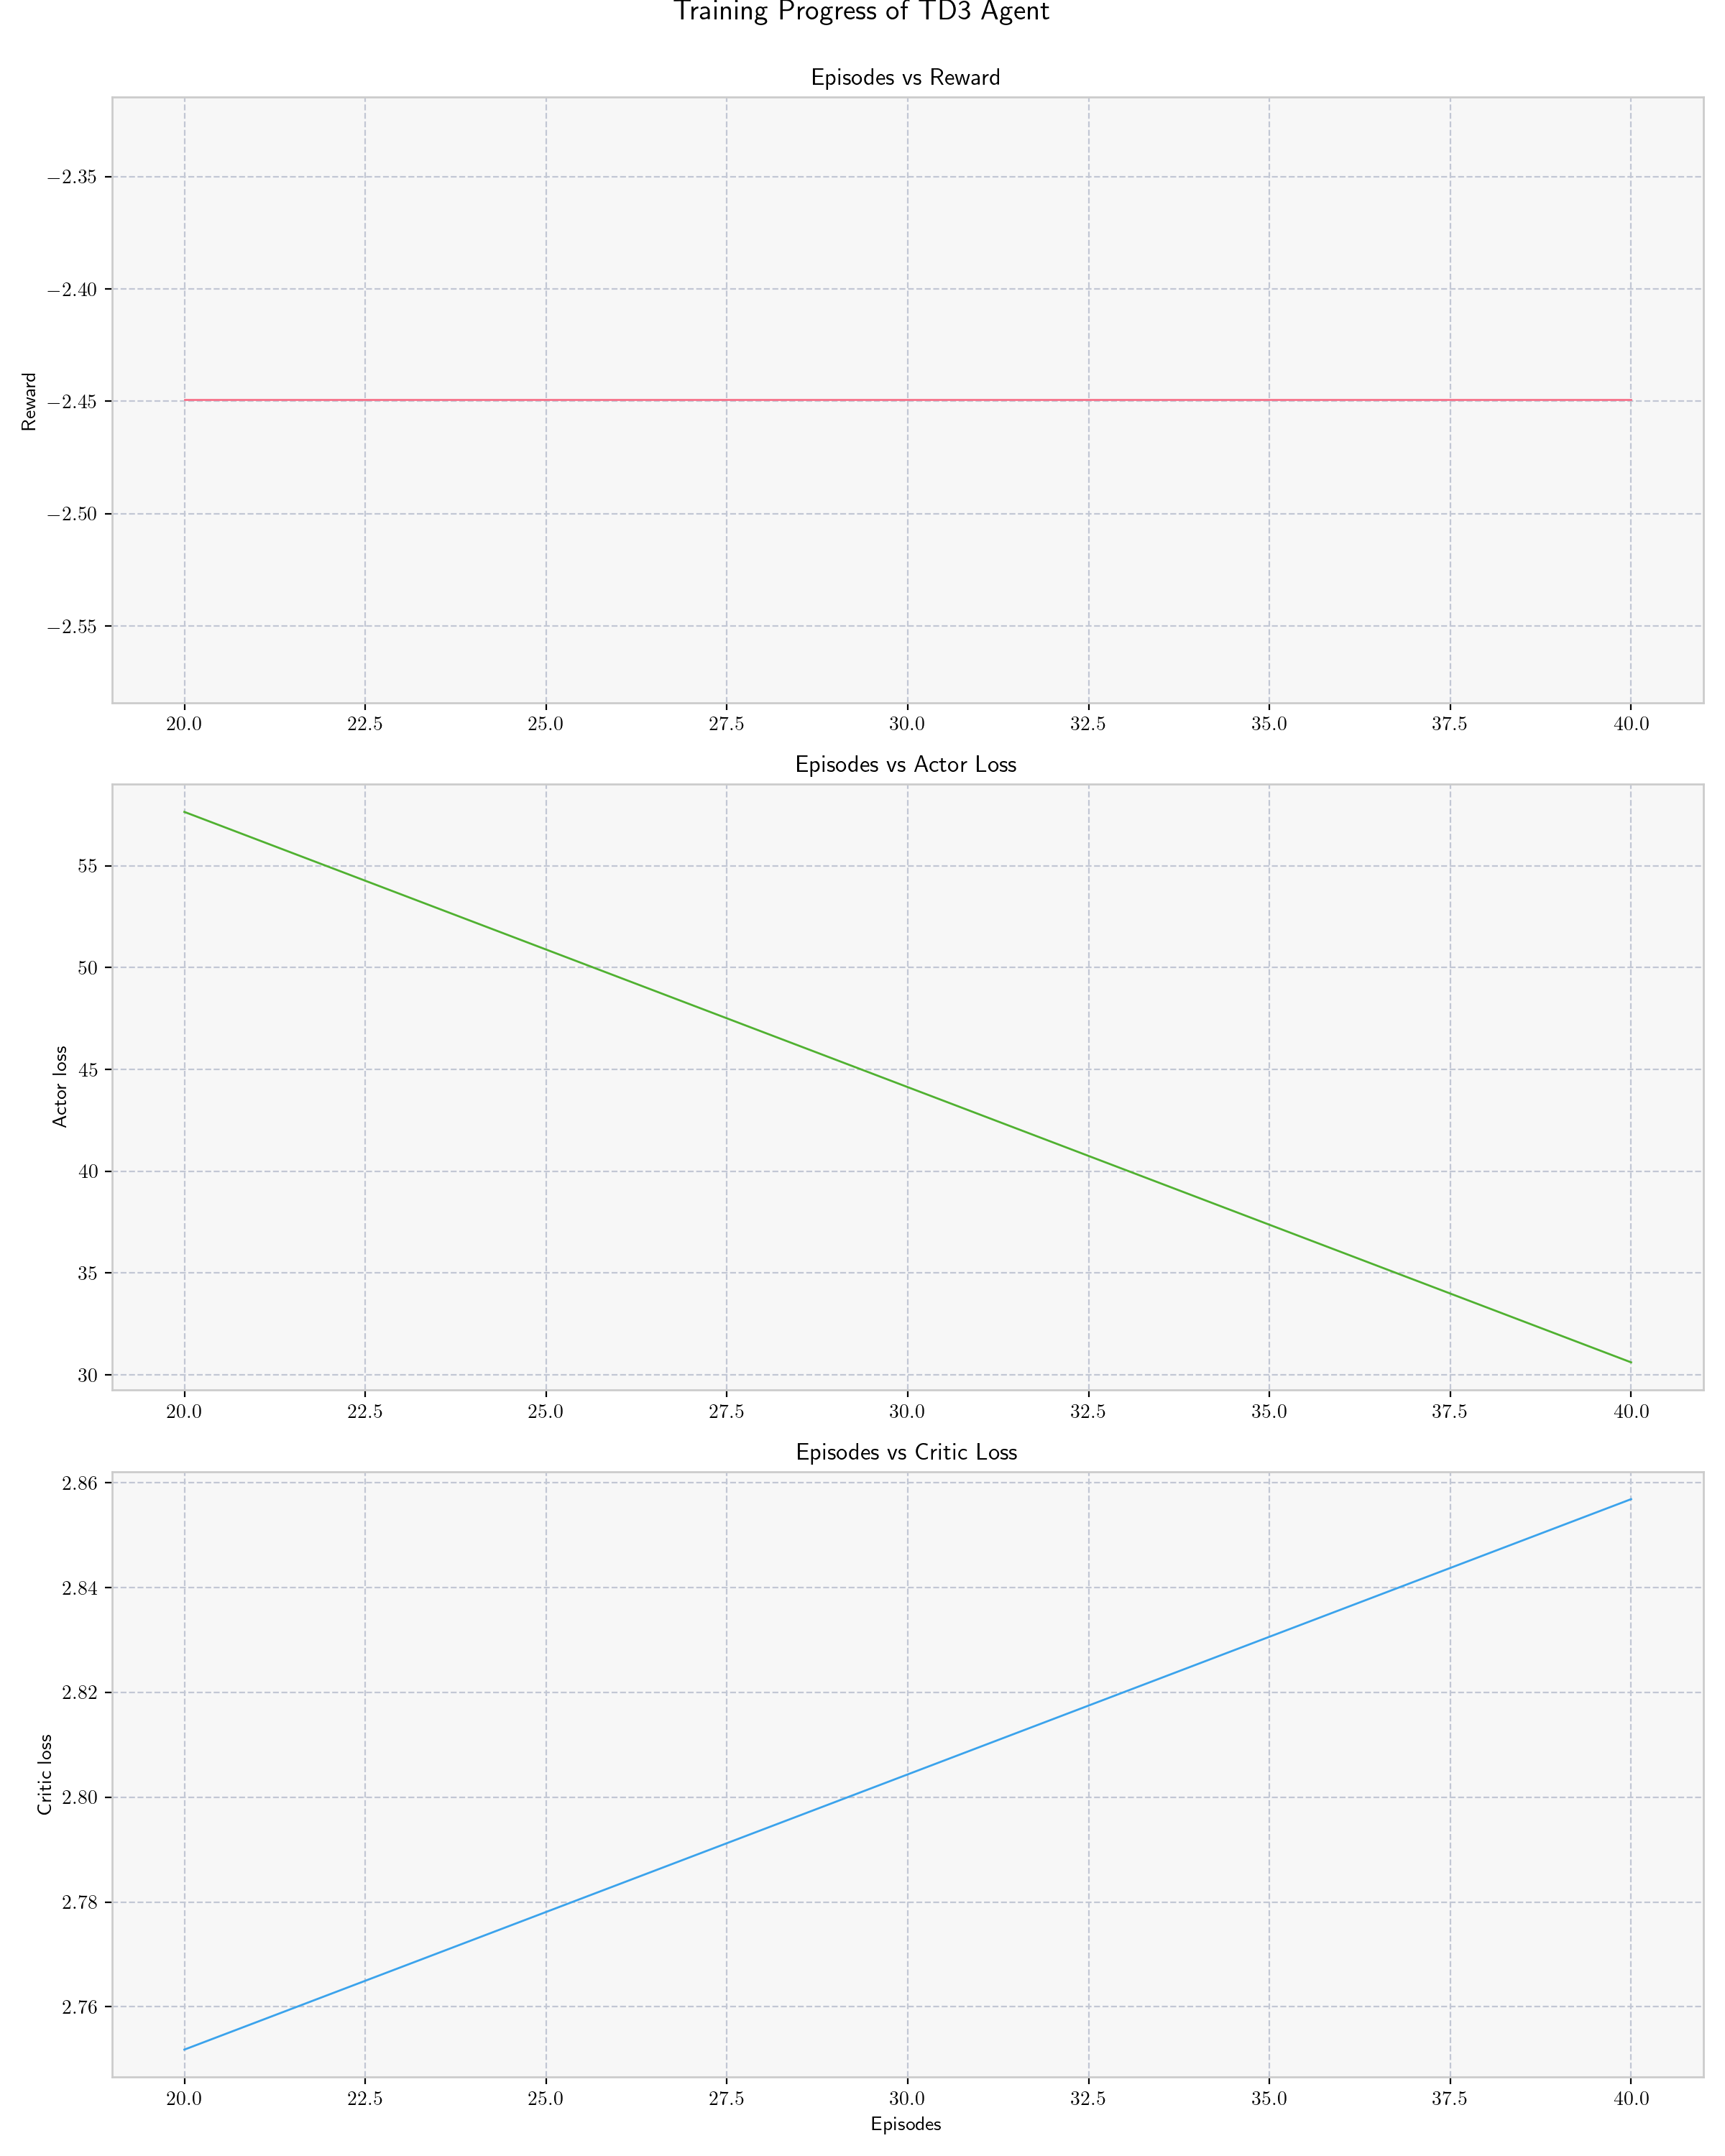 Training Progress of TD3 Agent
Episodes vs Reward
−2.35
−2.40
−2.45
−2.50
−2.55
Reward
20.0 22.5 25.0 27.5 30.0 32.5 35.0 37.5 40.0
Episodes vs Actor Loss
55
50
45
40
35
30
Actor loss
20.0 22.5 25.0 27.5 30.0 32.5 35.0 37.5 40.0
Episodes vs Critic Loss
2.86
2.84
2.82
2.80
2.78
2.76
Critic loss
20.0 22.5 25.0 27.5 30.0 32.5 35.0 37.5 40.0
Episodes